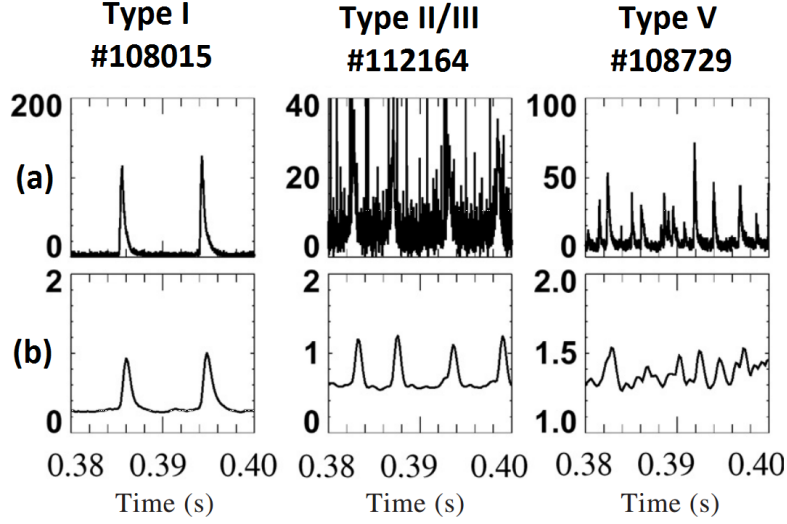 Type I Type II/III Type V
#108015 #112164 #108729
200 40 100
(a) 100 20 50
0 0 0
2 2 2.0
(b) 1 1 1.5
0 0 1.0
0.38 0.39 0.40 0.38 0.39 0.40 0.38 0.39 0.40
Time (s) Time (s) Time (s)